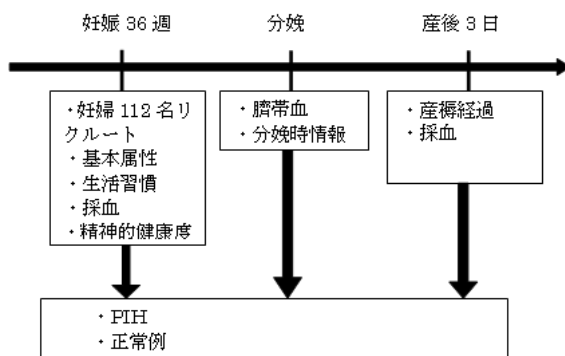 妊娠 36 週
分娩
産後 3 日
・妊婦 112 名リ
クルート
・基本属性
・生活習慣
・採血
・精神的健康度
・臍帯血
・分娩時情報
・産褥経過
・採血
・PIH
・正常例